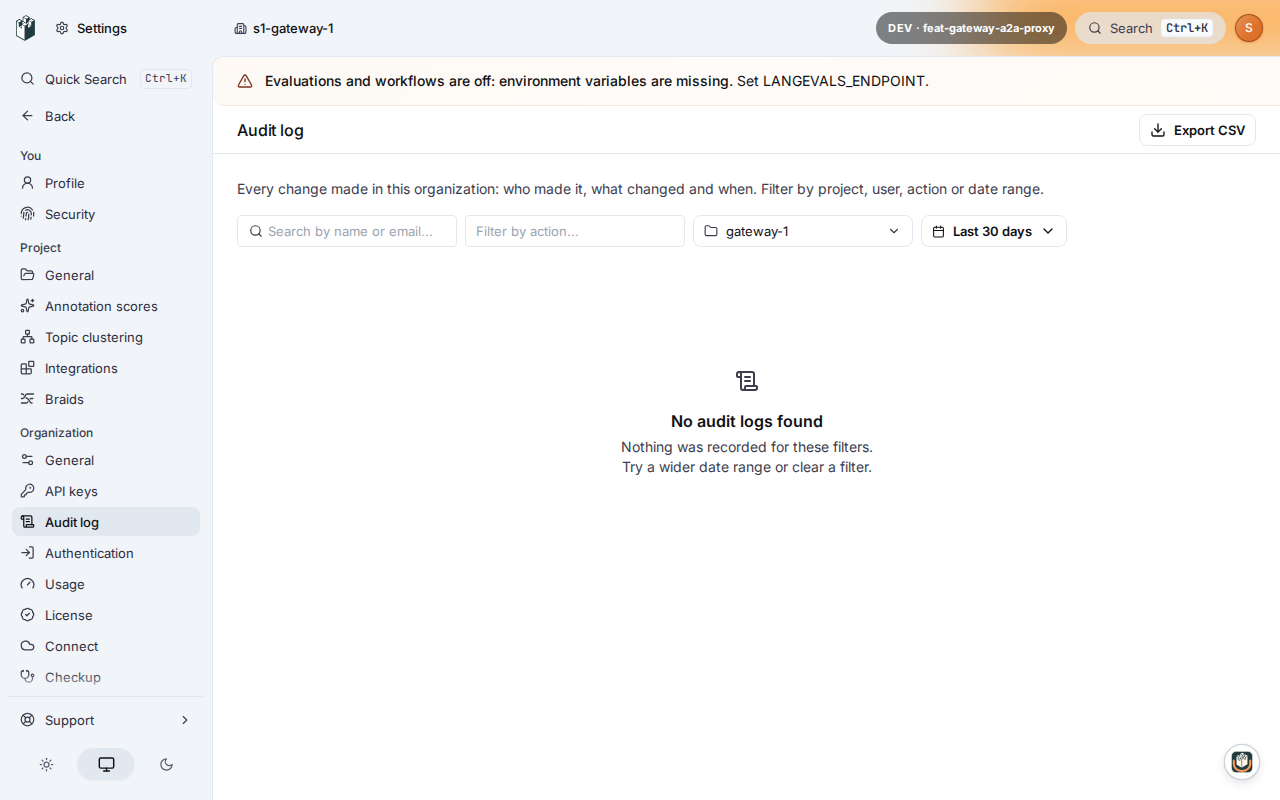 Settings
s1-gateway-1
DEV · feat-gateway-a2a-proxy
Search Ctrl+K
S
Quick Search Ctrl+K
Back
You
Profile
Security
Project
General
Annotation scores
Topic clustering
Integrations
Braids
Organization
General
API keys
Audit log
Authentication
Usage
License
Connect
Checkup
Support
Evaluations and workflows are off: environment variables are missing. Set LANGEVALS_ENDPOINT.
Audit log
Export CSV
Every change made in this organization: who made it, what changed and when. Filter by project, user, action or date range.
Search by name or email...
Filter by action...
gateway-1
Last 30 days
No audit logs found
Nothing was recorded for these filters.
Try a wider date range or clear a filter.